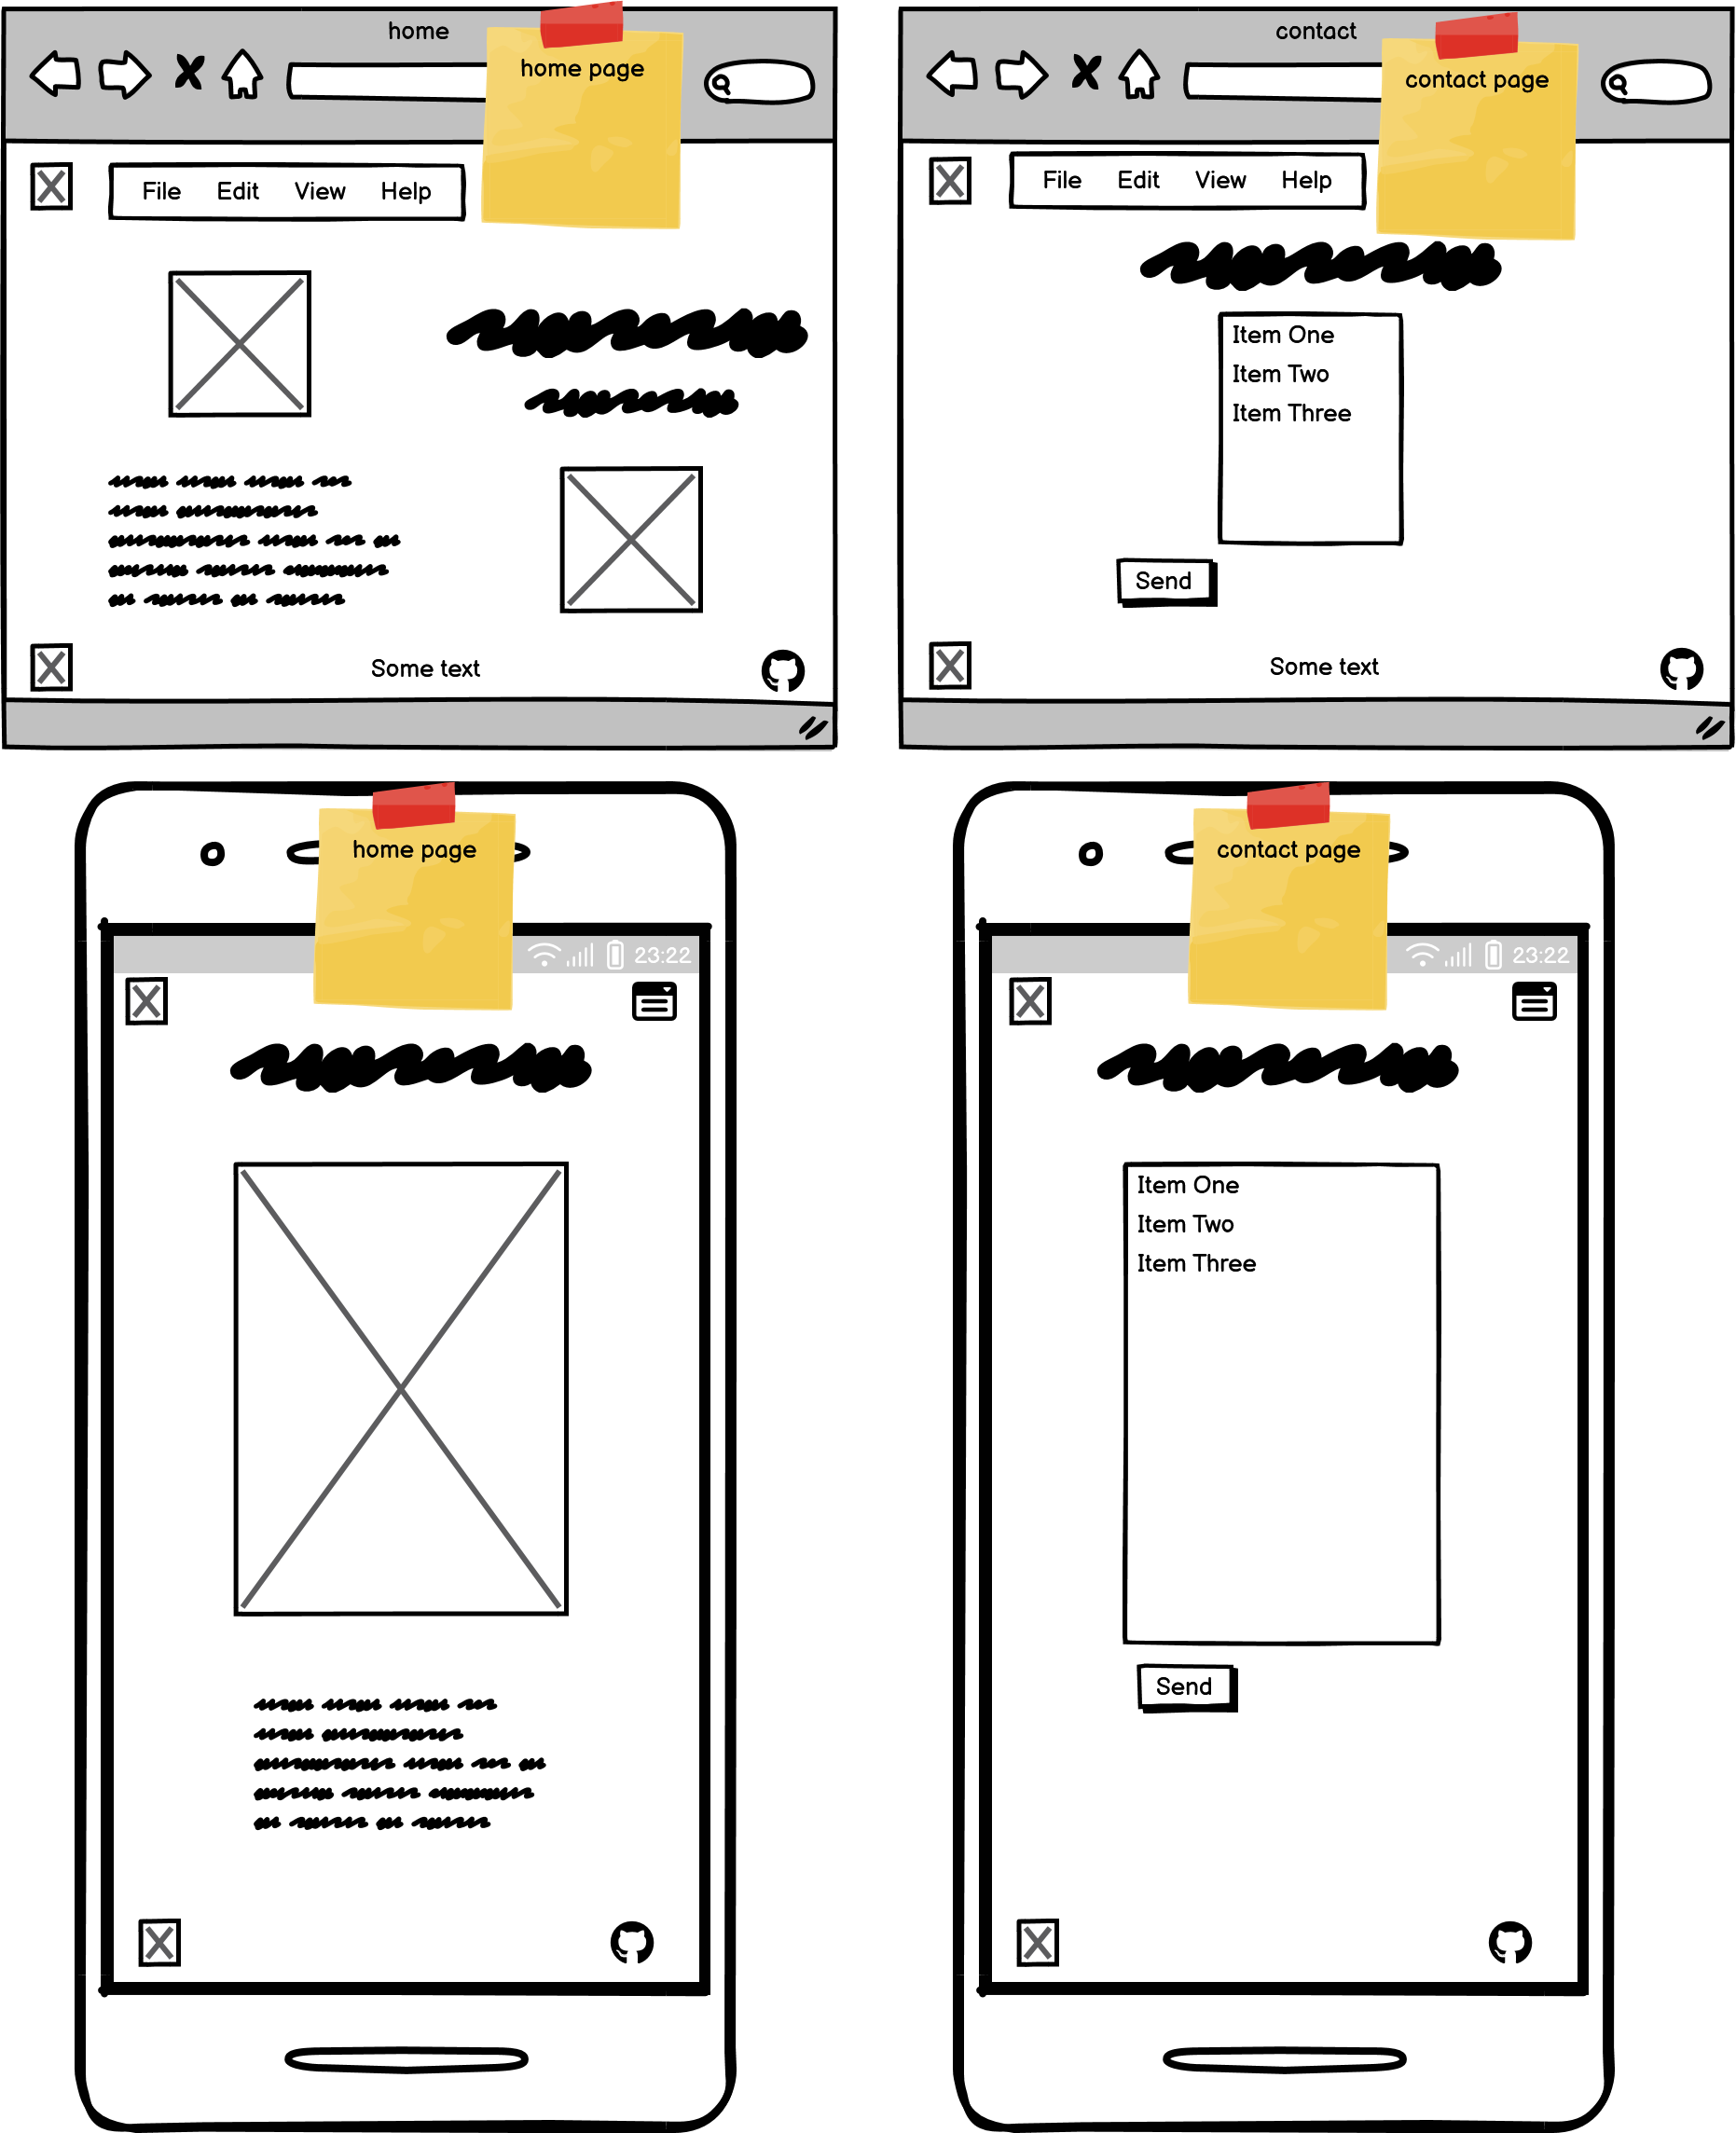 home
home page
File Edit View Help
Some text
contact
contact page
File Edit View Help
Item One
Item Two
Item Three
Send
Some text
home page
23:22
contact page
23:22
Item One
Item Two
Item Three
Send